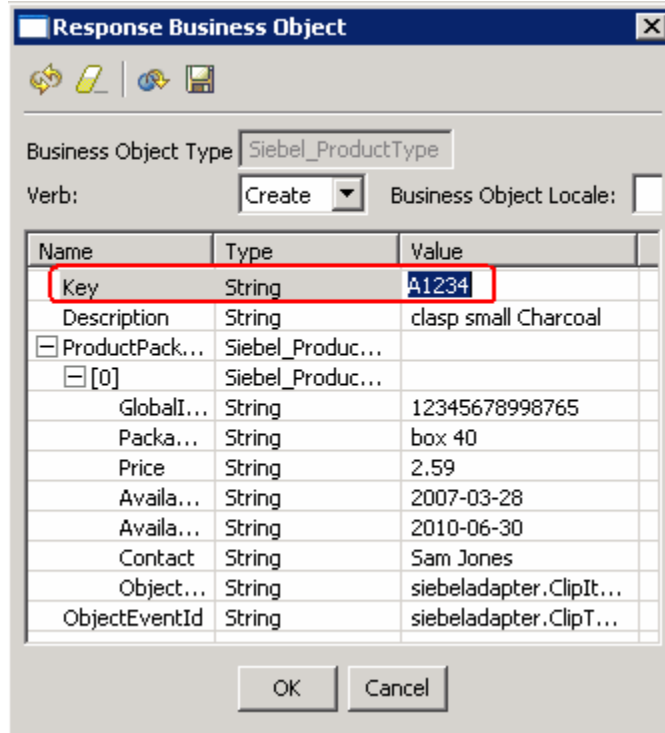 Response Business Object
Business Object Type Siebel_ProductType
Verb: Create Business Object Locale:
Name Type Value
Key String A1234
Description String clasp small Charcoal
ProductPack... Siebel_Produc...
[0] Siebel_Produc...
GlobalI... String 12345678998765
Packa... String box 40
Price String 2.59
Availa... String 2007-03-28
Availa... String 2010-06-30
Contact String Sam Jones
Object... String siebeladapter.ClipIt...
ObjectEventId String siebeladapter.ClipT...
OK Cancel